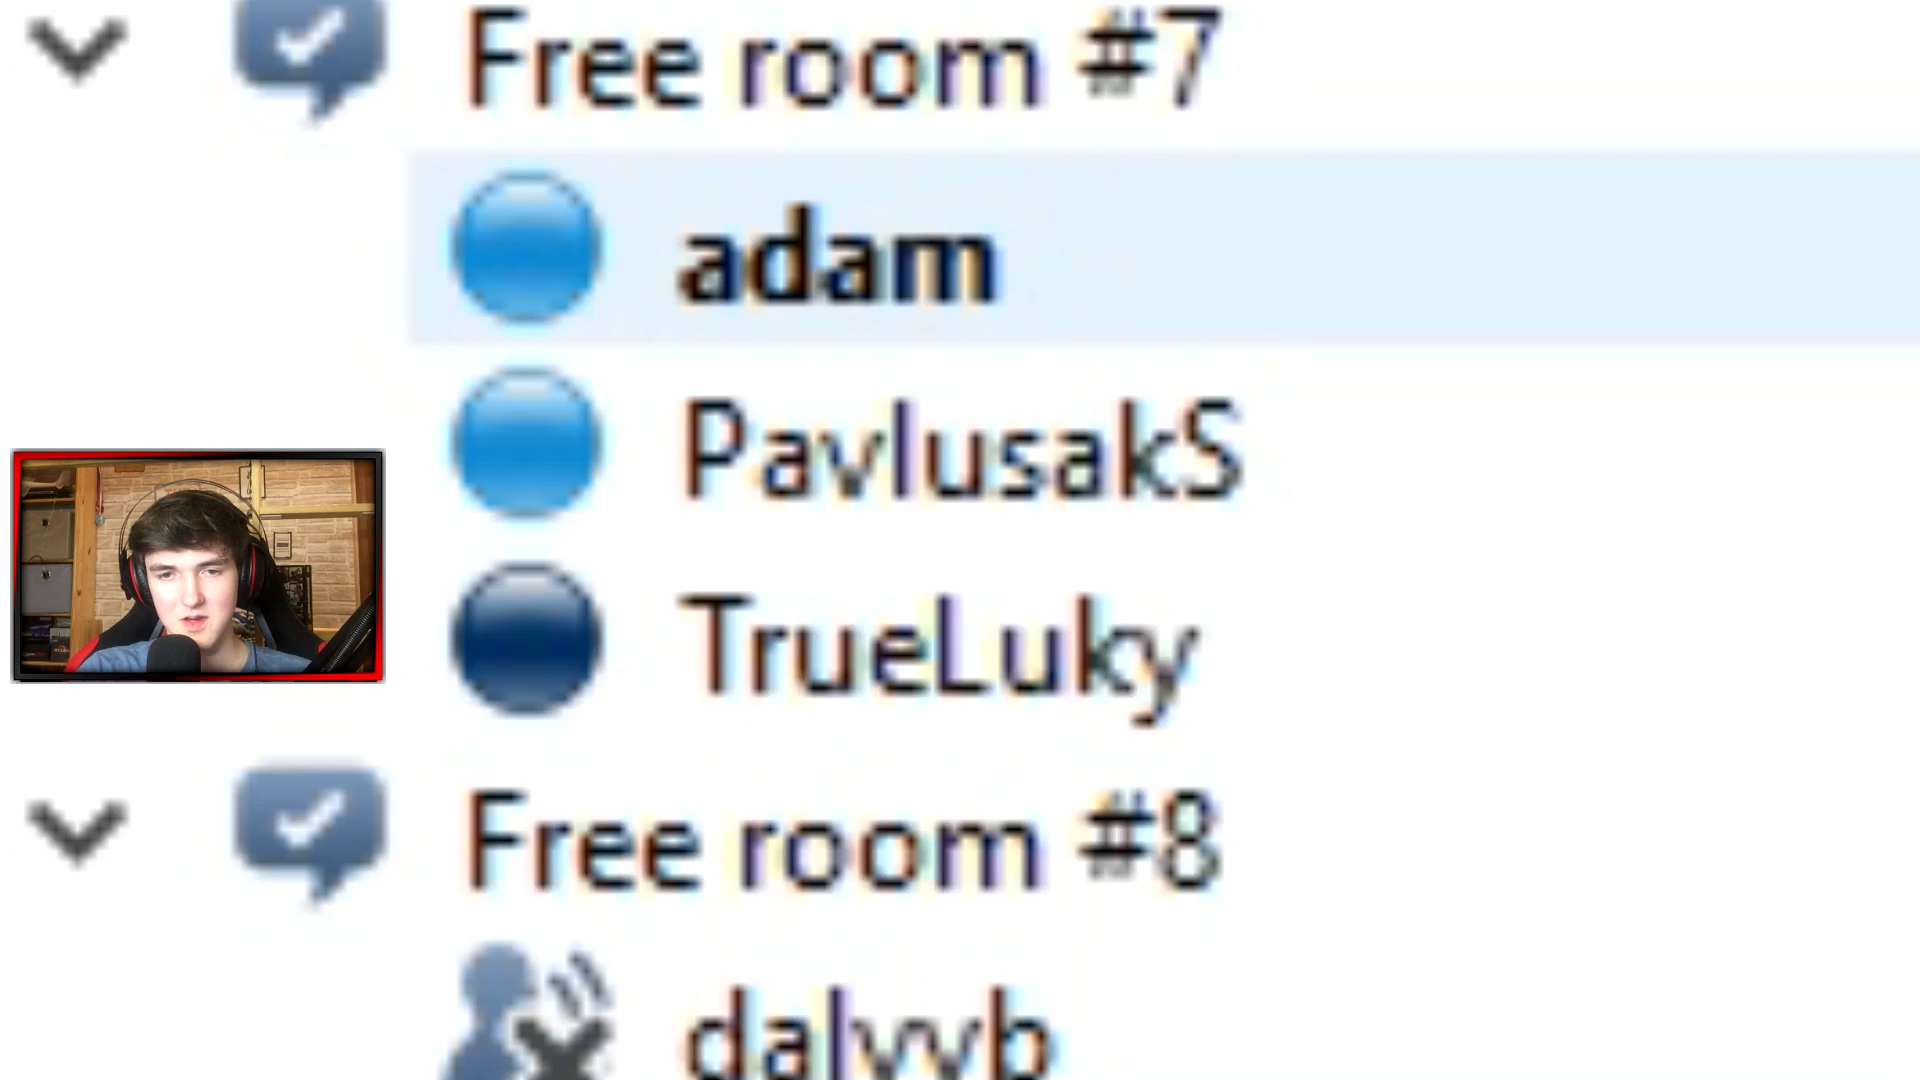 Free room #7
adam
PavlusakS
TrueLuky
Free room #8